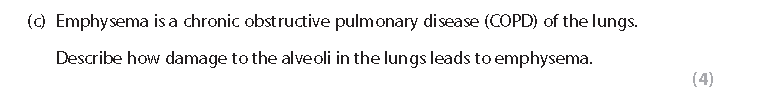 (c) Emphysema is a chronic obstructive pulmonary disease (COPD) of the lungs.
Describe how damage to the alveoli in the lungs leads to emphysema.
(4)